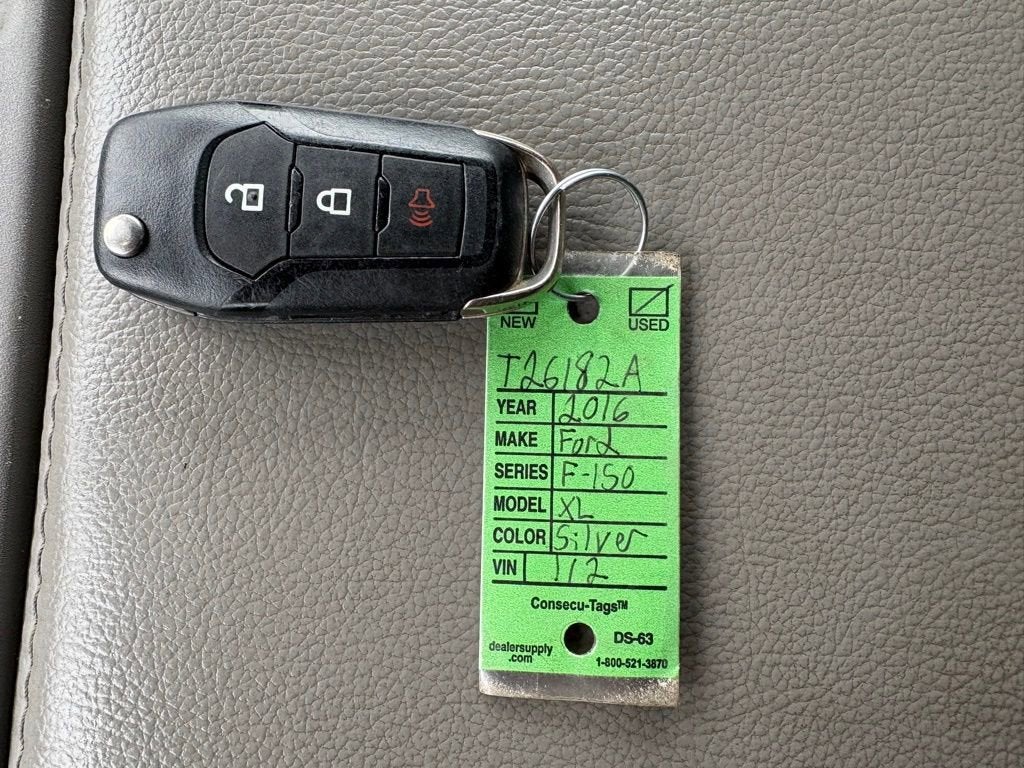 NEW USED
T26182A
YEAR 2016
MAKE Ford
SERIES F-150
MODEL XL
COLOR Silver
VIN 112
Consecu-Tags™
DS-63
dealersupply
.com
1-800-521-3870